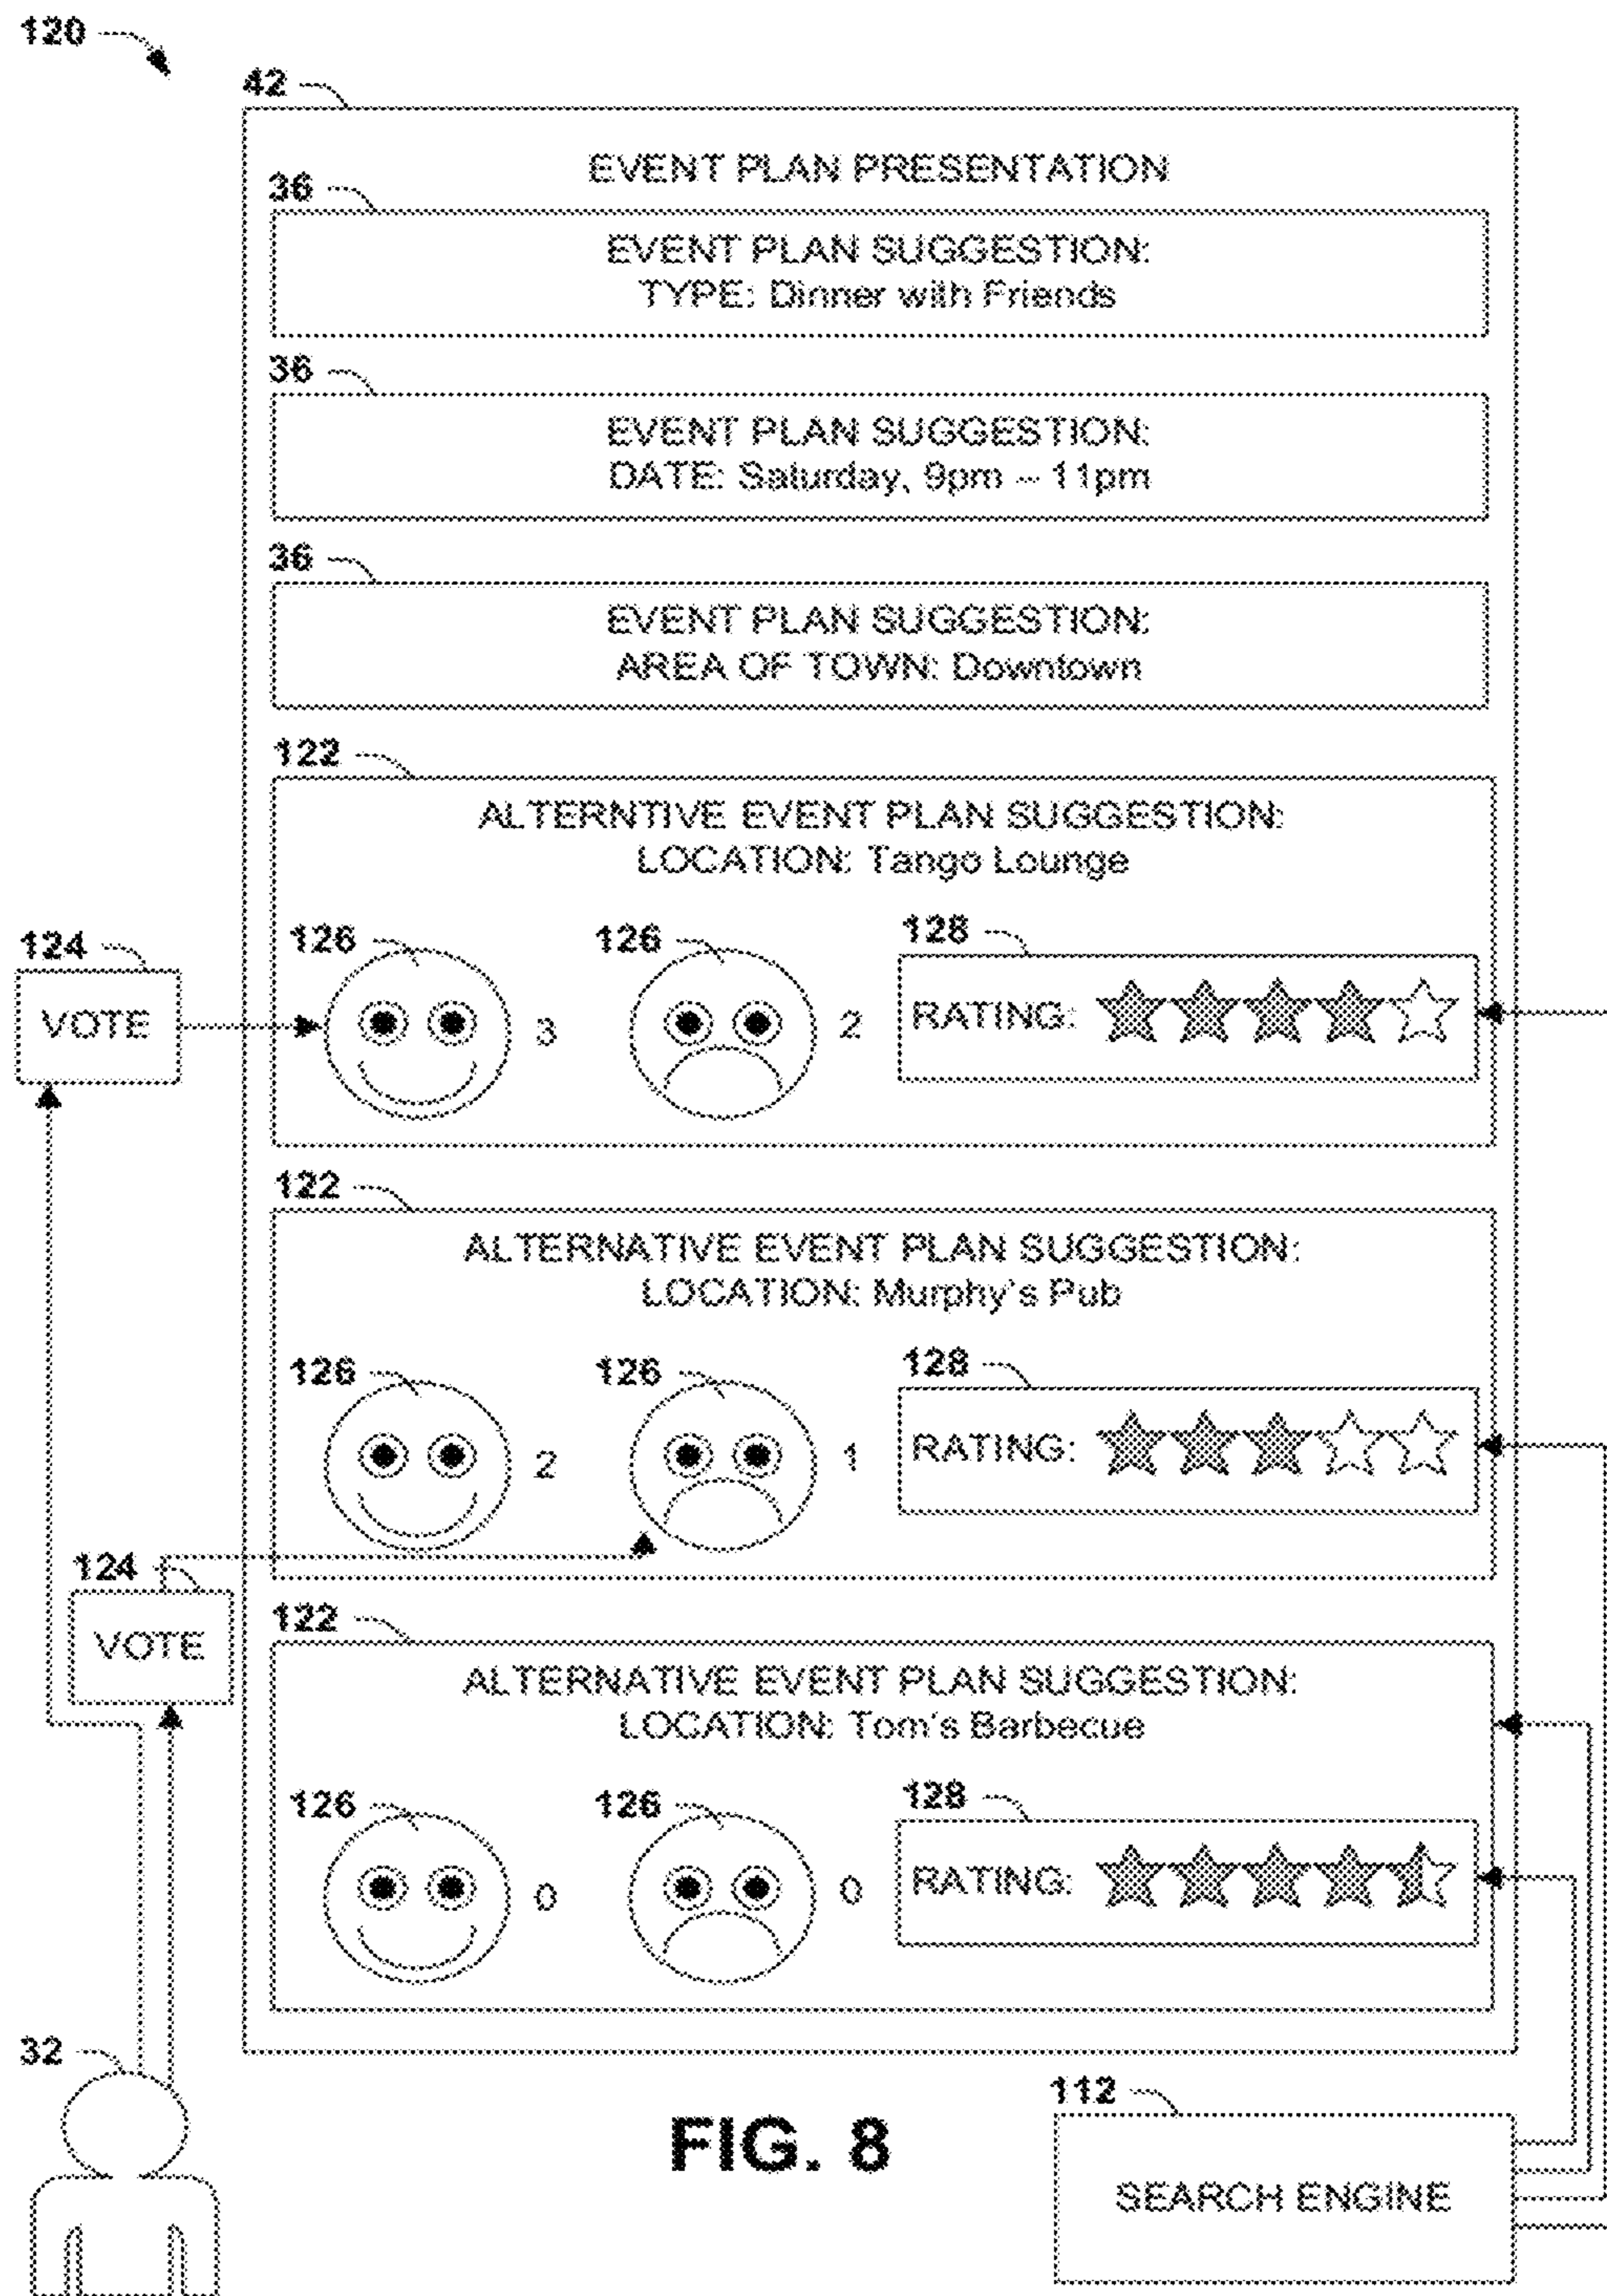 120
42
EVENT PLAN PRESENTATION
36
EVENT PLAN SUGGESTION:
TYPE: Dinner with Friends
36
EVENT PLAN SUGGESTION:
DATE: Saturday, 9pm – 11pm
36
EVENT PLAN SUGGESTION:
AREA OF TOWN: Downtown
122
ALTERNTIVE EVENT PLAN SUGGESTION:
LOCATION: Tango Lounge
124
VOTE
126
3
126
2
128
RATING:
122
ALTERNATIVE EVENT PLAN SUGGESTION:
LOCATION: Murphy's Pub
126
2
126
1
128
RATING:
124
VOTE
122
ALTERNATIVE EVENT PLAN SUGGESTION:
LOCATION: Tom's Barbecue
126
0
126
0
128
RATING:
32
112
SEARCH ENGINE
FIG. 8